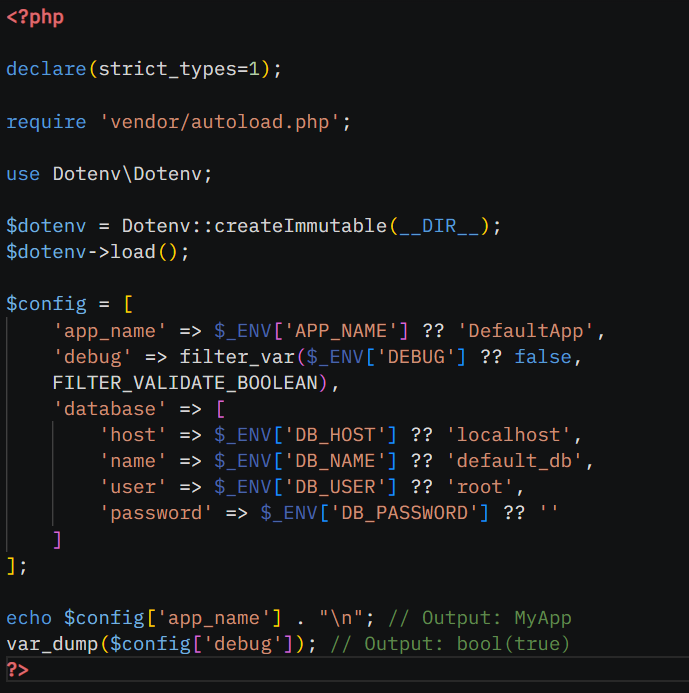 <?php
declare(strict_types=1);
require 'vendor/autoload.php';
use Dotenv\Dotenv;
$dotenv = Dotenv::createImmutable(__DIR__);
$dotenv->load();
$config = [
    'app_name' => $_ENV['APP_NAME'] ?? 'DefaultApp',
    'debug' => filter_var($_ENV['DEBUG'] ?? false,
    FILTER_VALIDATE_BOOLEAN),
    'database' => [
        'host' => $_ENV['DB_HOST'] ?? 'localhost',
        'name' => $_ENV['DB_NAME'] ?? 'default_db',
        'user' => $_ENV['DB_USER'] ?? 'root',
        'password' => $_ENV['DB_PASSWORD'] ?? ''
    ]
];
echo $config['app_name'] . "\n"; // Output: MyApp
var_dump($config['debug']); // Output: bool(true)
?>